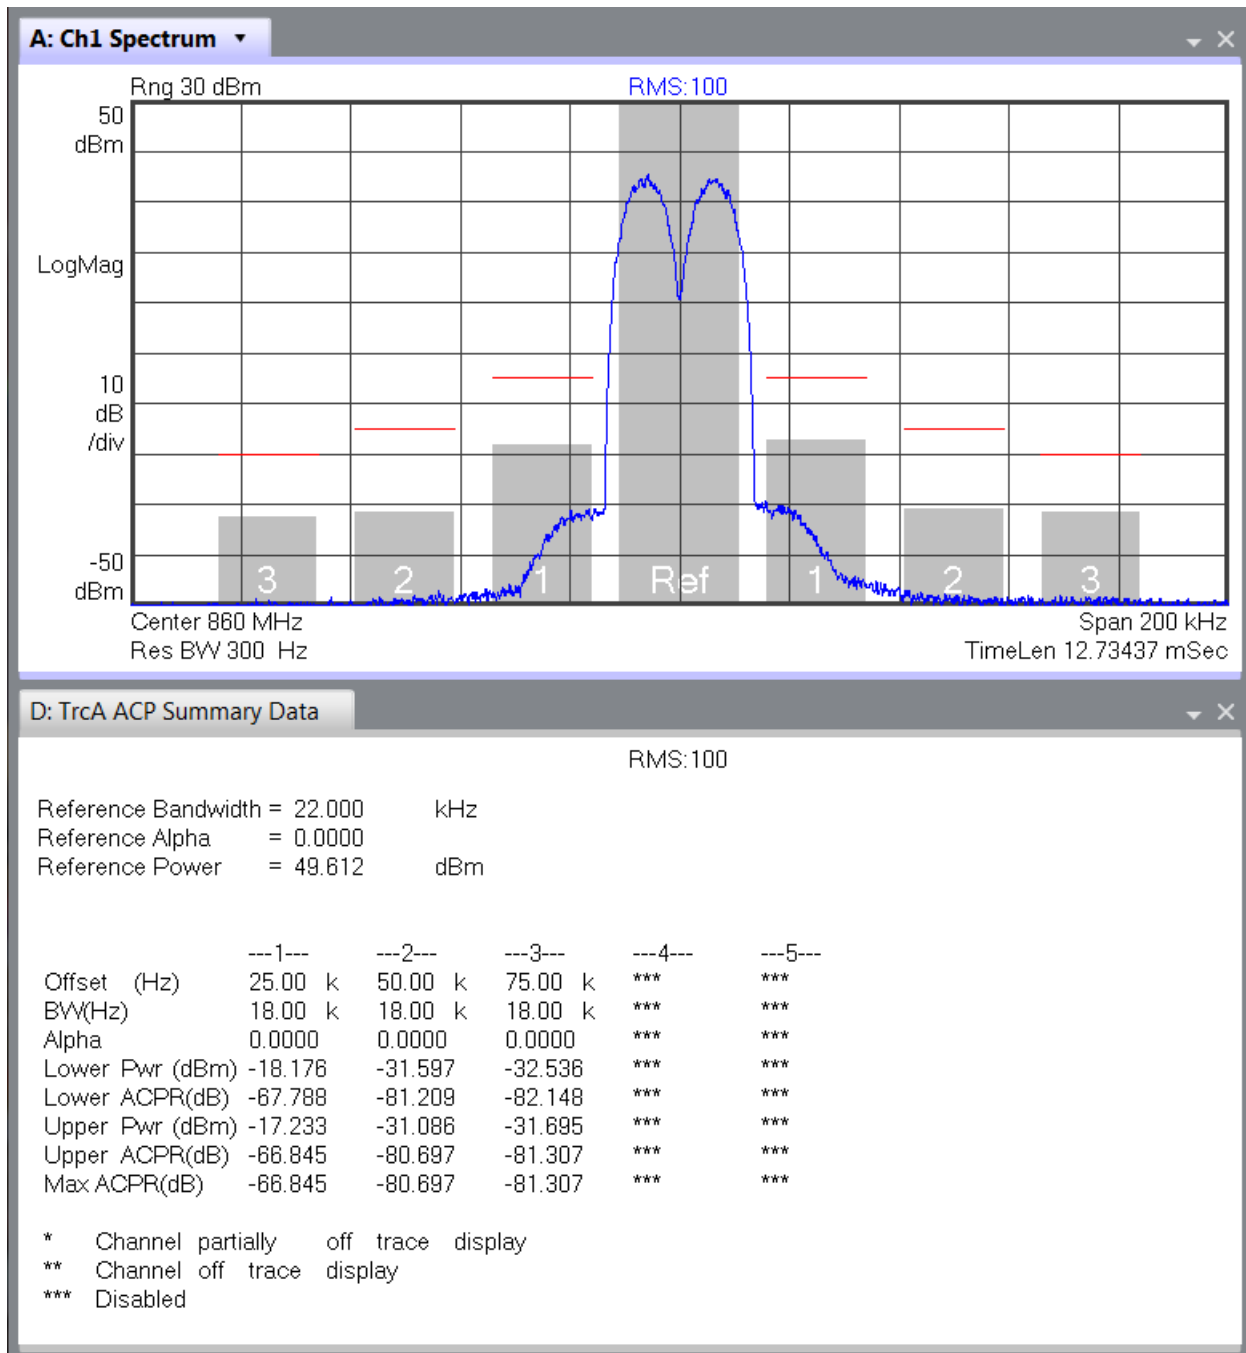 A: Ch1 Spectrum
Rng 30 dBm RMS:100
50
dBm
LogMag
10
dB
/div
-50
dBm
3 2 1 Ref 1 2 3
Center 860 MHz Span 200 kHz
Res BW 300 Hz TimeLen 12.73437 mSec
D: TrcA ACP Summary Data
RMS:100
Reference Bandwidth = 22.000 kHz
Reference Alpha = 0.0000
Reference Power = 49.612 dBm
---1--- ---2--- ---3--- ---4--- ---5---
Offset (Hz) 25.00 k 50.00 k 75.00 k *** ***
BW(Hz) 18.00 k 18.00 k 18.00 k *** ***
Alpha 0.0000 0.0000 0.0000 *** ***
Lower Pwr (dBm) -18.176 -31.597 -32.536 *** ***
Lower ACPR(dB) -67.788 -81.209 -82.148 *** ***
Upper Pwr (dBm) -17.233 -31.086 -31.695 *** ***
Upper ACPR(dB) -66.845 -80.697 -81.307 *** ***
Max ACPR(dB) -66.845 -80.697 -81.307 *** ***
* Channel partially off trace display
** Channel off trace display
*** Disabled